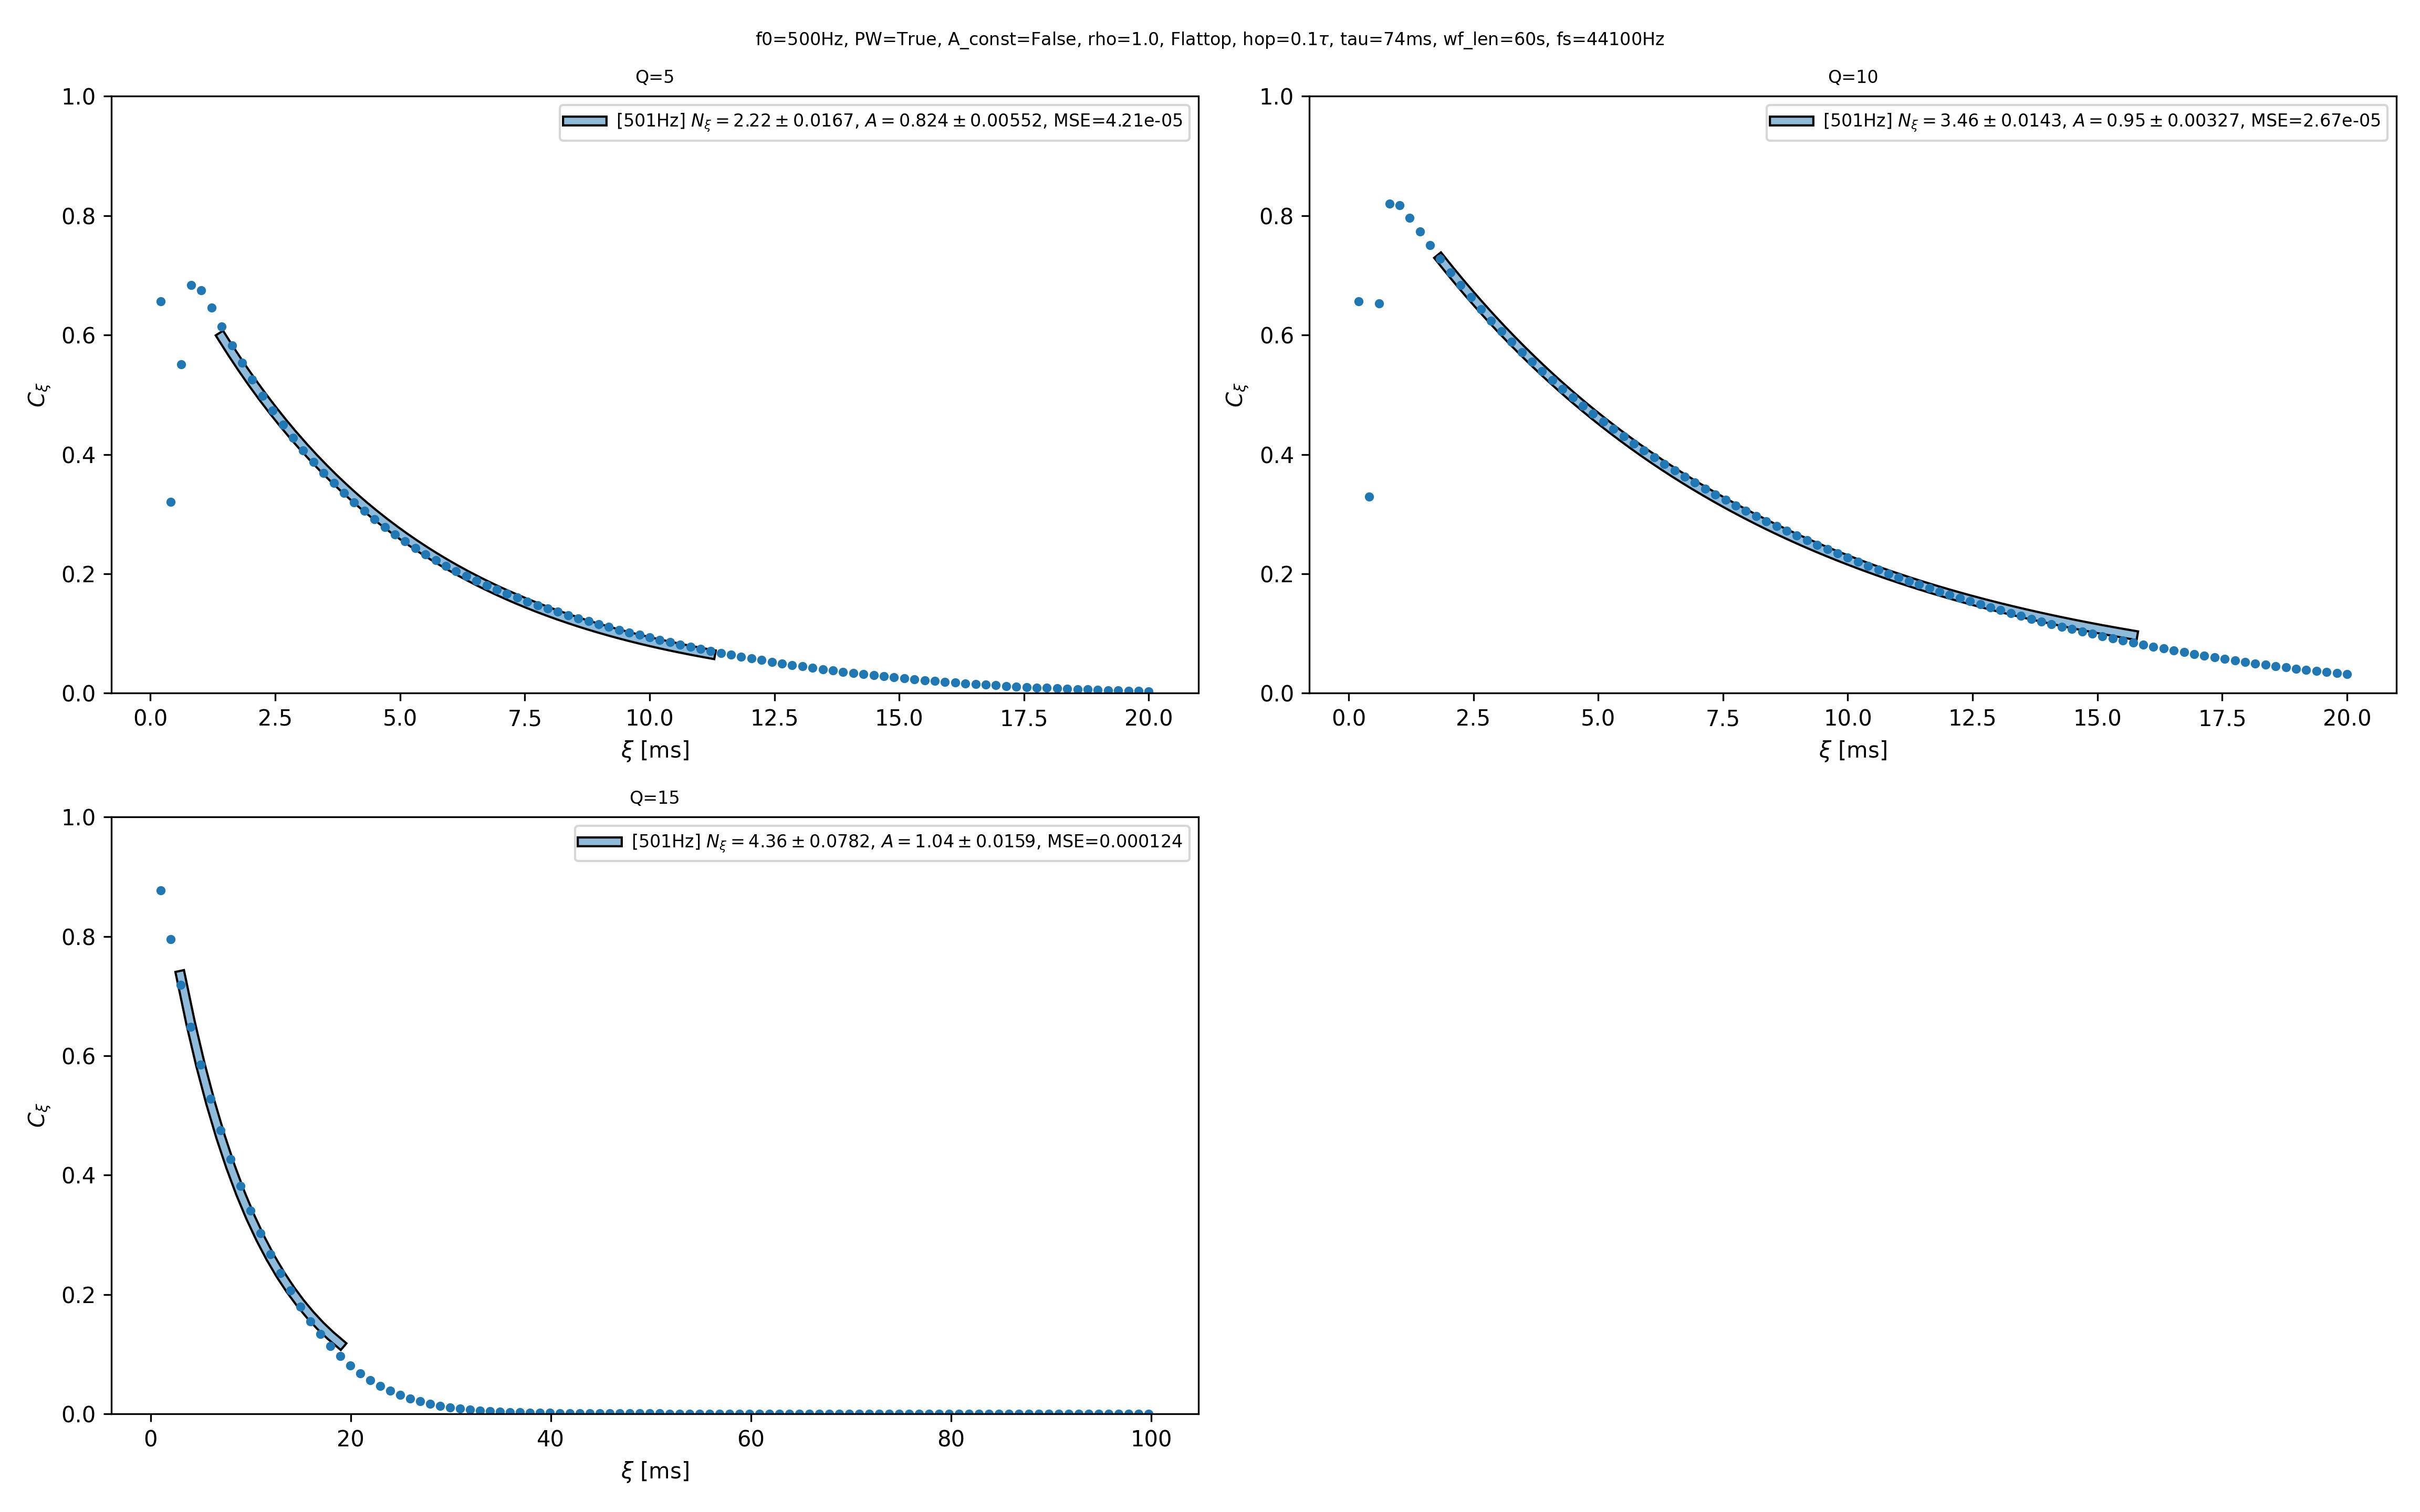 f0=500Hz, PW=True, A_const=False, rho=1.0, Flattop, hop=0.1τ, tau=74ms, wf_len=60s, fs=44100Hz
Q=5
[501Hz] N_ξ = 2.22 ± 0.0167, A = 0.824 ± 0.00552, MSE=4.21e-05
1.0
0.8
0.6
0.4
0.2
0.0
C_ξ
0.0 2.5 5.0 7.5 10.0 12.5 15.0 17.5 20.0
ξ [ms]
Q=10
[501Hz] N_ξ = 3.46 ± 0.0143, A = 0.95 ± 0.00327, MSE=2.67e-05
1.0
0.8
0.6
0.4
0.2
0.0
C_ξ
0.0 2.5 5.0 7.5 10.0 12.5 15.0 17.5 20.0
ξ [ms]
Q=15
[501Hz] N_ξ = 4.36 ± 0.0782, A = 1.04 ± 0.0159, MSE=0.000124
1.0
0.8
0.6
0.4
0.2
0.0
C_ξ
0 20 40 60 80 100
ξ [ms]